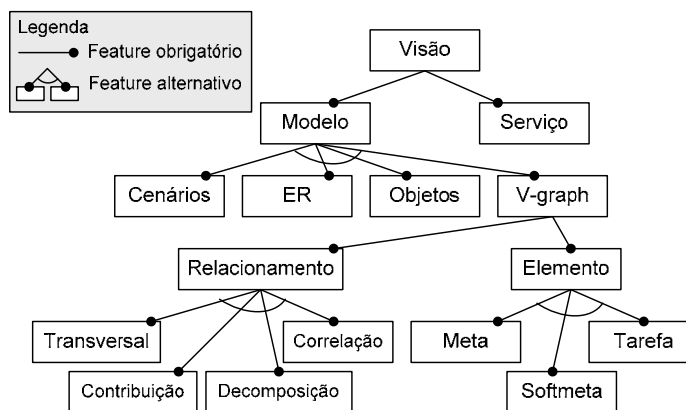 Legenda
Feature obrigatório
Feature alternativo
Visão
Modelo
Serviço
Cenários
ER
Objetos
V-graph
Relacionamento
Elemento
Transversal
Correlação
Meta
Tarefa
Contribuição
Decomposição
Softmeta